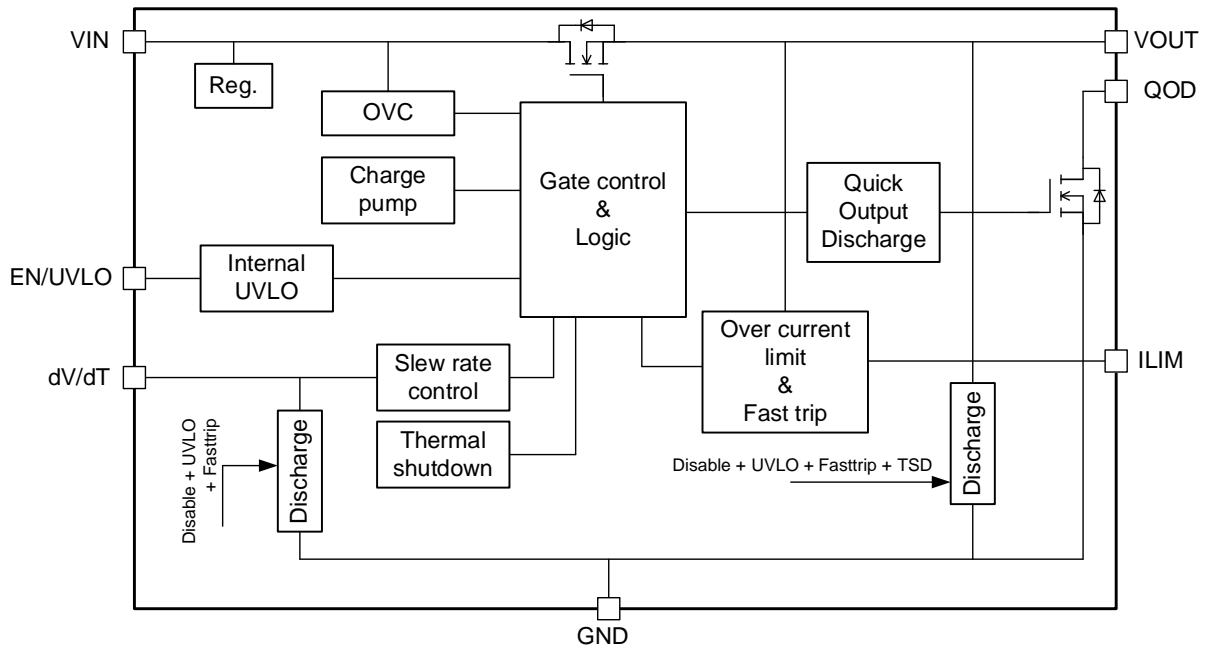 VIN
VOUT
Reg.
QOD
OVC
Charge
pump
Gate control
&
Logic
Quick
Output
Discharge
EN/UVLO
Internal
UVLO
dV/dT
Slew rate
control
Over current
limit
&
Fast trip
ILIM
Thermal
shutdown
Disable + UVLO
+ Fasttrip
Discharge
Disable + UVLO + Fasttrip + TSD
Discharge
GND